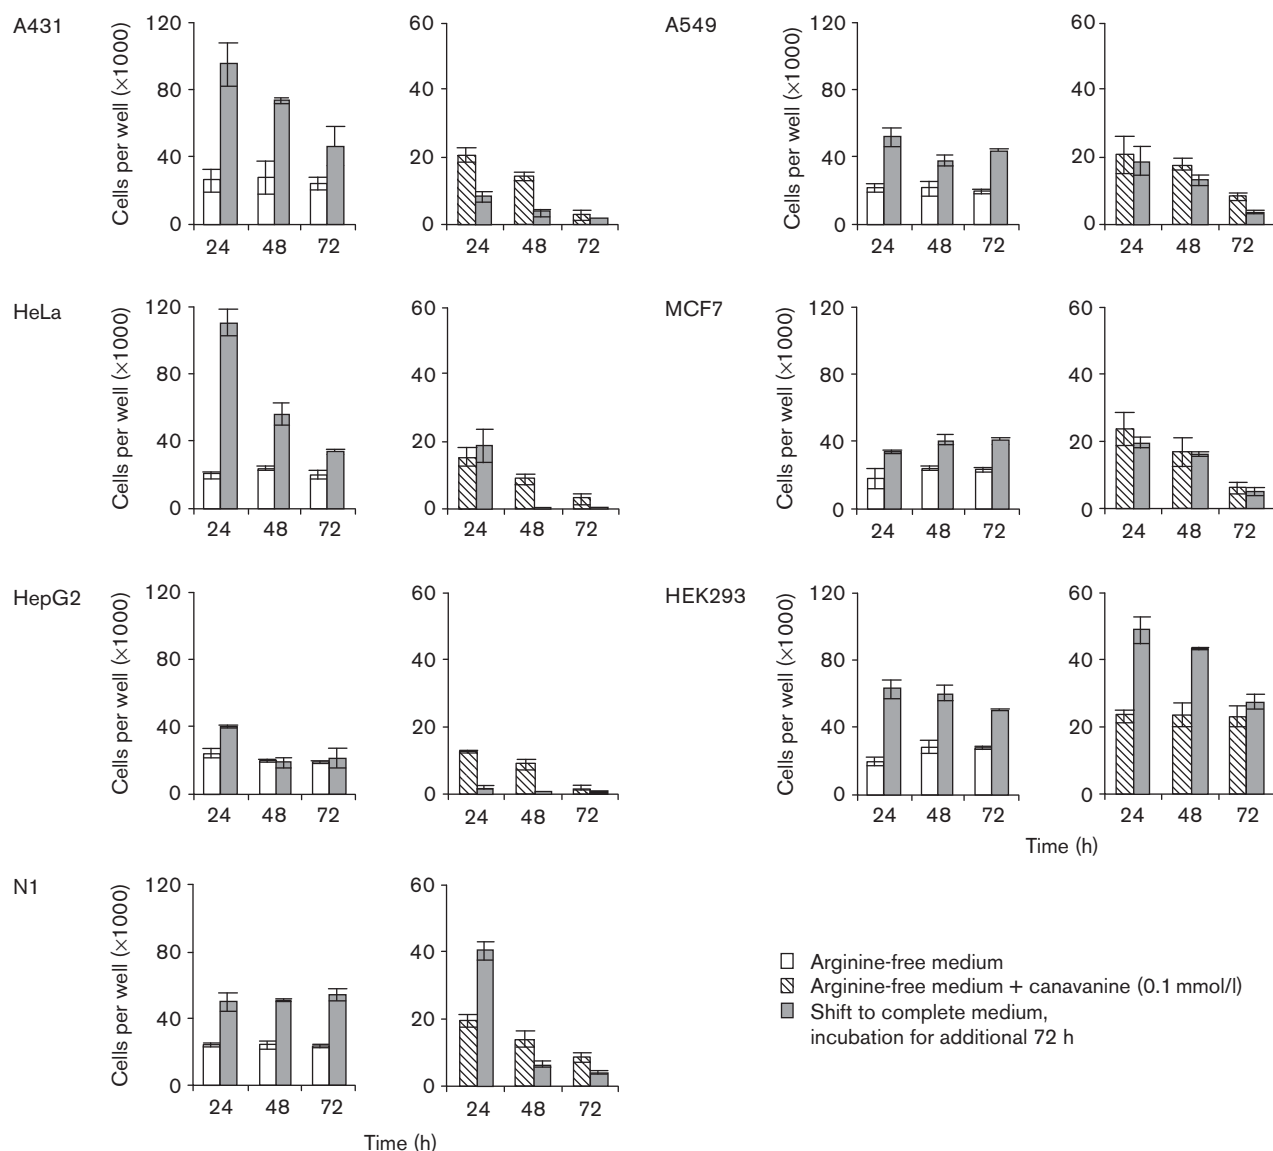 A431
Cells per well (×1000)
120
80
40
0
24 48 72
60
40
20
0
24 48 72
A549
Cells per well (×1000)
120
80
40
0
24 48 72
60
40
20
0
24 48 72
HeLa
Cells per well (×1000)
120
80
40
0
24 48 72
60
40
20
0
24 48 72
MCF7
Cells per well (×1000)
120
80
40
0
24 48 72
60
40
20
0
24 48 72
HepG2
Cells per well (×1000)
120
80
40
0
24 48 72
60
40
20
0
24 48 72
HEK293
Cells per well (×1000)
120
80
40
0
24 48 72
60
40
20
0
24 48 72
Time (h)
N1
Cells per well (×1000)
120
80
40
0
24 48 72
60
40
20
0
24 48 72
Time (h)
Arginine-free medium
Arginine-free medium + canavanine (0.1 mmol/l)
Shift to complete medium,
incubation for additional 72 h